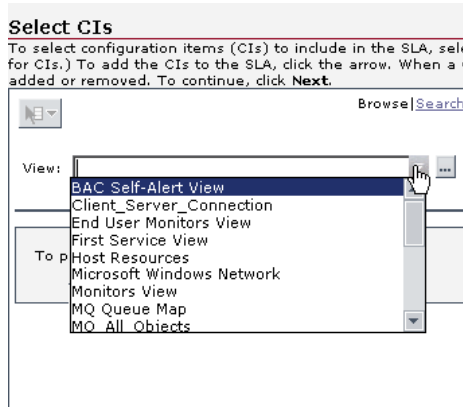 Select CIs
To select configuration items (CIs) to include in the SLA,
for CIs.) To add the CIs to the SLA, click the arrow. When a
added or removed. To continue, click Next.
Browse|Search
View:
...
BAC Self-Alert View
Client_Server_Connection
End User Monitors View
First Service View
To
Host Resources
Microsoft Windows Network
Monitors View
MQ Queue Map
MQ_All_Objects